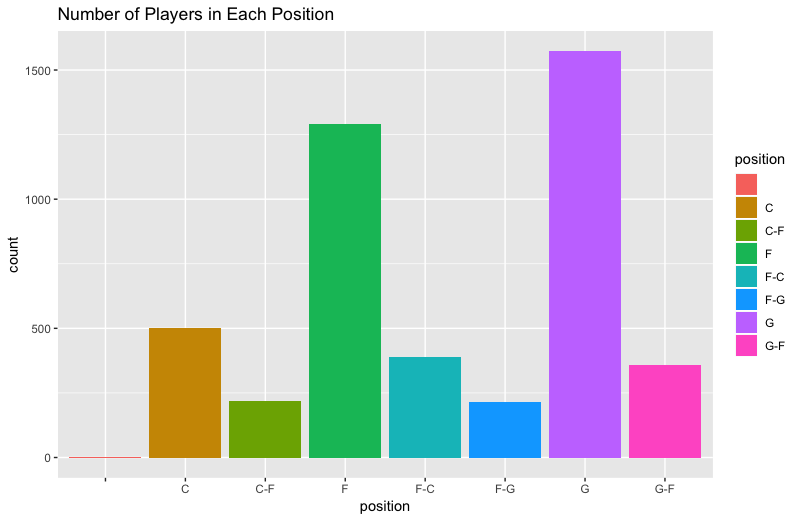 Number of Players in Each Position
1500
1000
500
0
count
C
C-F
F
F-C
F-G
G
G-F
position
position
C
C-F
F
F-C
F-G
G
G-F